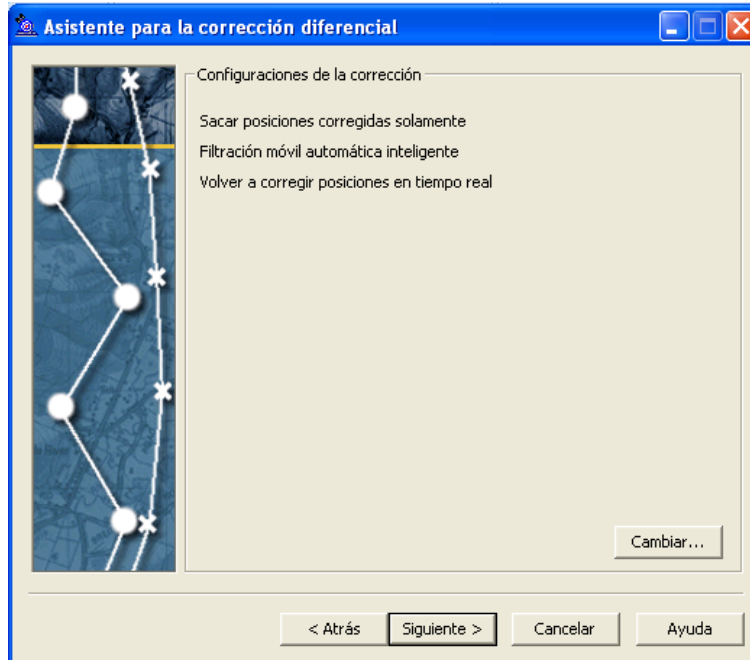 Asistente para la corrección diferencial
Configuraciones de la corrección
Sacar posiciones corregidas solamente
Filtración móvil automática inteligente
Volver a corregir posiciones en tiempo real
Cambiar...
< Atrás
Siguiente >
Cancelar
Ayuda